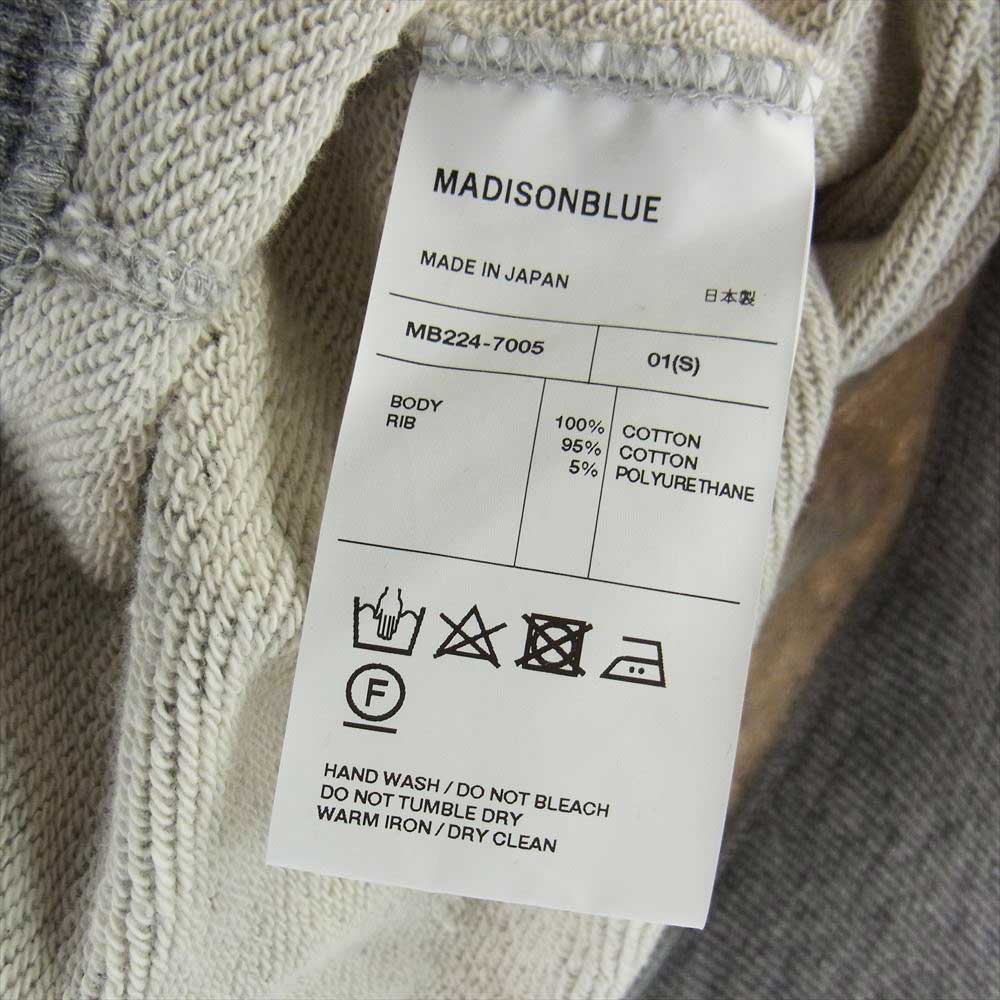 MADISONBLUE
MADE IN JAPAN 日本製
MB224-7005 01(S)
BODY 100% COTTON
RIB 95% COTTON
5% POLYURETHANE
F
HAND WASH / DO NOT BLEACH
DO NOT TUMBLE DRY
WARM IRON / DRY CLEAN